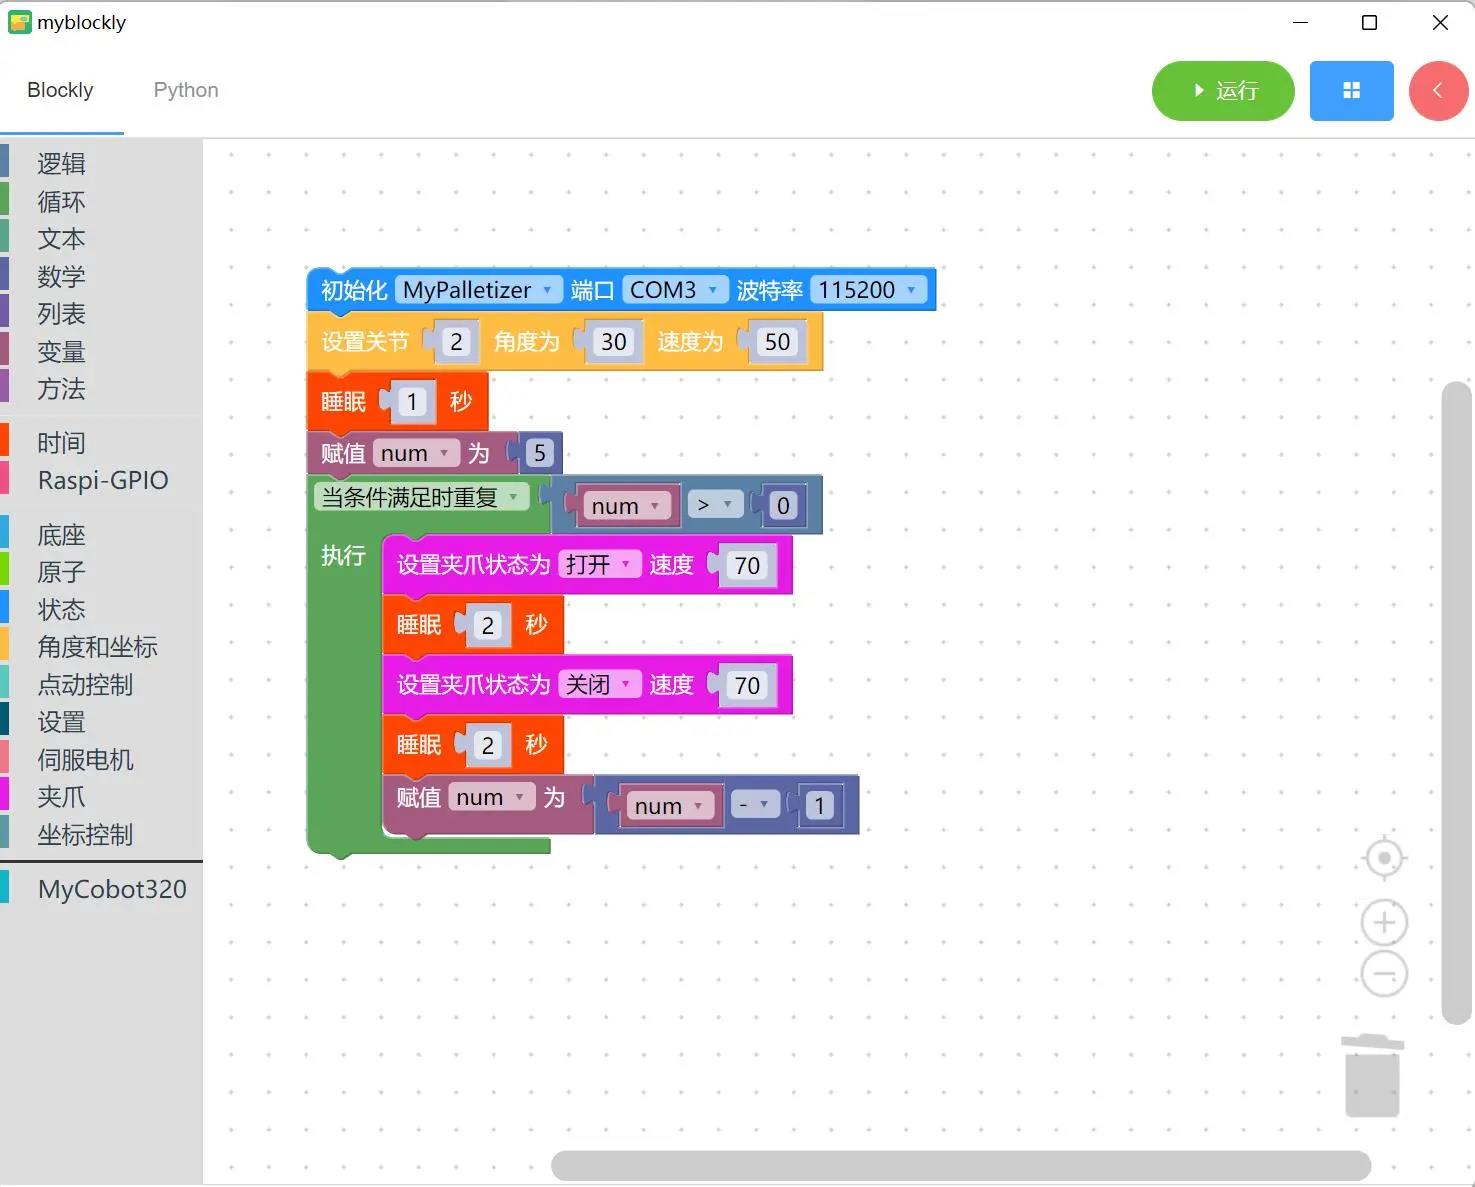 myblockly
Blockly Python 运行
逻辑
循环
文本
数学
列表
变量
方法
时间
Raspi-GPIO
底座
原子
状态
角度和坐标
点动控制
设置
伺服电机
夹爪
坐标控制
MyCobot320
初始化 MyPalletizer 端口 COM3 波特率 115200
设置关节 2 角度为 30 速度为 50
睡眠 1 秒
赋值 num 为 5
当条件满足时重复 num > 0
执行 设置夹爪状态为 打开 速度 70
睡眠 2 秒
设置夹爪状态为 关闭 速度 70
睡眠 2 秒
赋值 num 为 num - 1